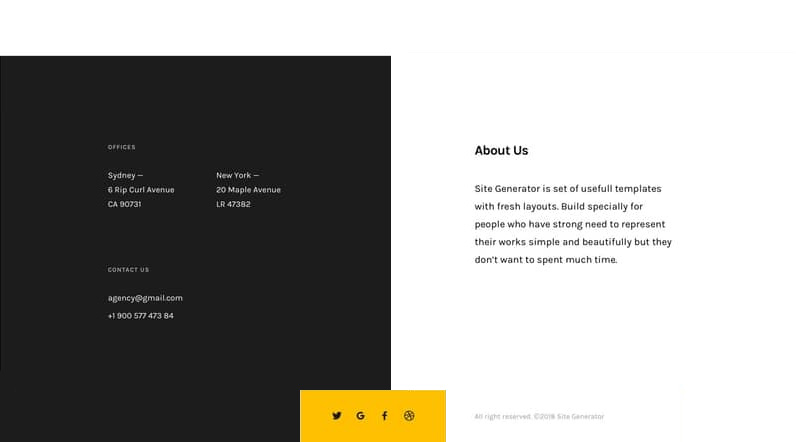 OFFICES
Sydney —
6 Rip Curl Avenue
CA 90731
New York —
20 Maple Avenue
LR 47382
CONTACT US
agency@gmail.com
+1 900 577 473 84
About Us
Site Generator is set of usefull templates
with fresh layouts. Build specially for
people who have strong need to represent
their works simple and beautifully but they
don't want to spent much time.
All right reserved. ©2018 Site Generator